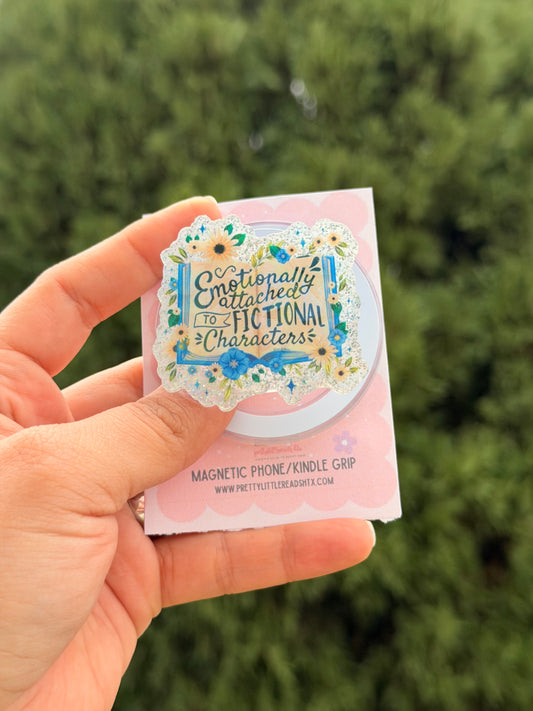 Emotionally
attached
TO FICTIONAL
Characters
MAGNETIC PHONE/KINDLE GRIP
WWW.PRETTYLITTLEREADSHTX.COM